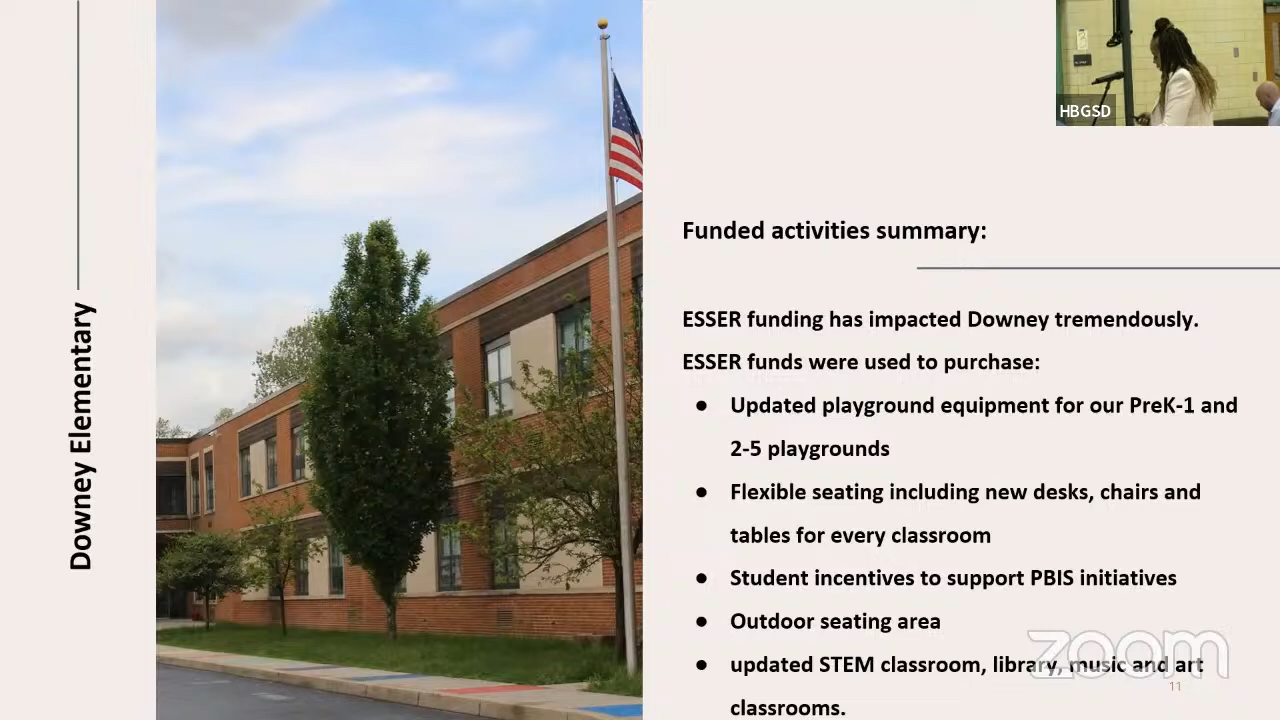 HBGSD
Downey Elementary
Funded activities summary:
ESSER funding has impacted Downey tremendously.
ESSER funds were used to purchase:
● Updated playground equipment for our PreK-1 and
2-5 playgrounds
● Flexible seating including new desks, chairs and
tables for every classroom
● Student incentives to support PBIS initiatives
● Outdoor seating area
● updated STEM classroom, library, music and art
classrooms.
zoom
11